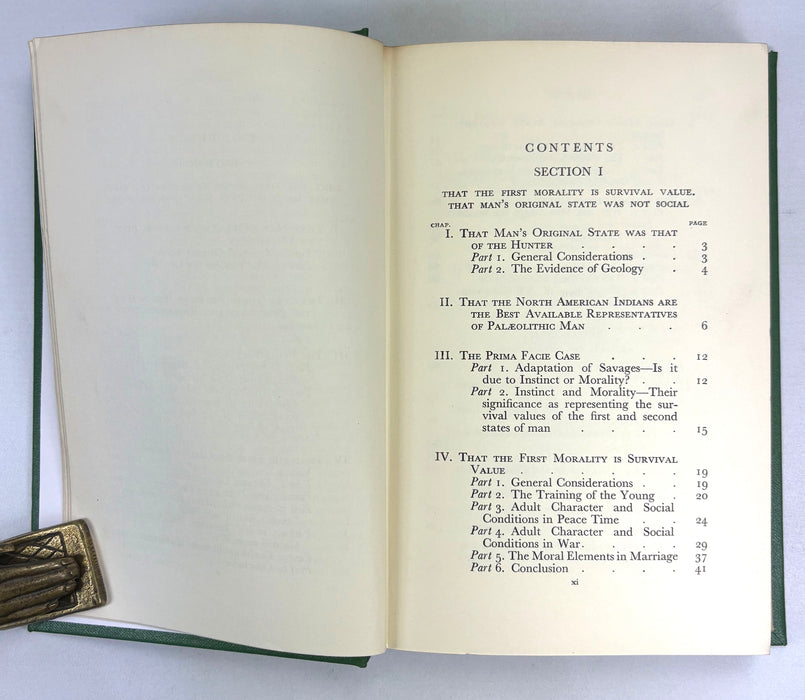 CONTENTS
SECTION I
THAT THE FIRST MORALITY IS SURVIVAL VALUE.
THAT MAN'S ORIGINAL STATE WAS NOT SOCIAL
CHAP. PAGE
I. THAT MAN'S ORIGINAL STATE WAS THAT
OF THE HUNTER . . . . 3
Part 1. General Considerations . . 3
Part 2. The Evidence of Geology . 4
II. THAT THE NORTH AMERICAN INDIANS ARE
THE BEST AVAILABLE REPRESENTATIVES
OF PALÆOLITHIC MAN . . . 6
III. THE PRIMA FACIE CASE . . . 12
Part 1. Adaptation of Savages—Is it
due to Instinct or Morality? . . 12
Part 2. Instinct and Morality—Their
significance as representing the sur-
vival values of the first and second
states of man . . . . 15
IV. THAT THE FIRST MORALITY IS SURVIVAL
VALUE . . . . . . 19
Part 1. General Considerations . . 19
Part 2. The Training of the Young . 20
Part 3. Adult Character and Social
Conditions in Peace Time . . 24
Part 4. Adult Character and Social
Conditions in War . . . . 29
Part 5. The Moral Elements in Marriage 37
Part 6. Conclusion . . . . 41
xi